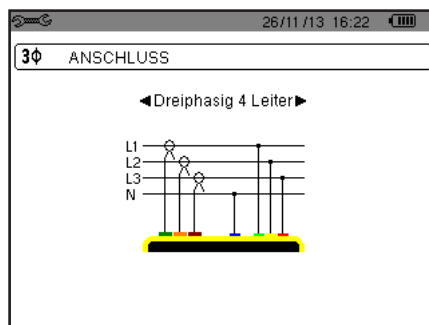 26/11/13 16:22
3Φ ANSCHLUSS
◄Dreiphasig 4 Leiter►
L1
L2
L3
N